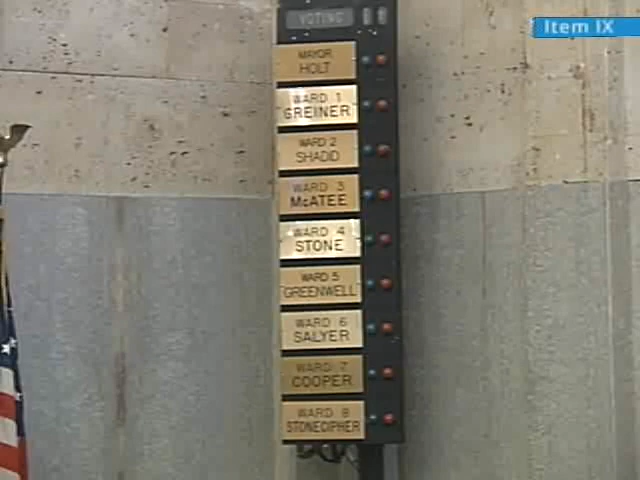 VOTING
Item IX
MAYOR
HOLT
WARD 1
GREINER
WARD 2
SHADID
WARD 3
McATEE
WARD 4
STONE
WARD 5
GREENWELL
WARD 6
SALYER
WARD 7
COOPER
WARD 8
STONECIPHER